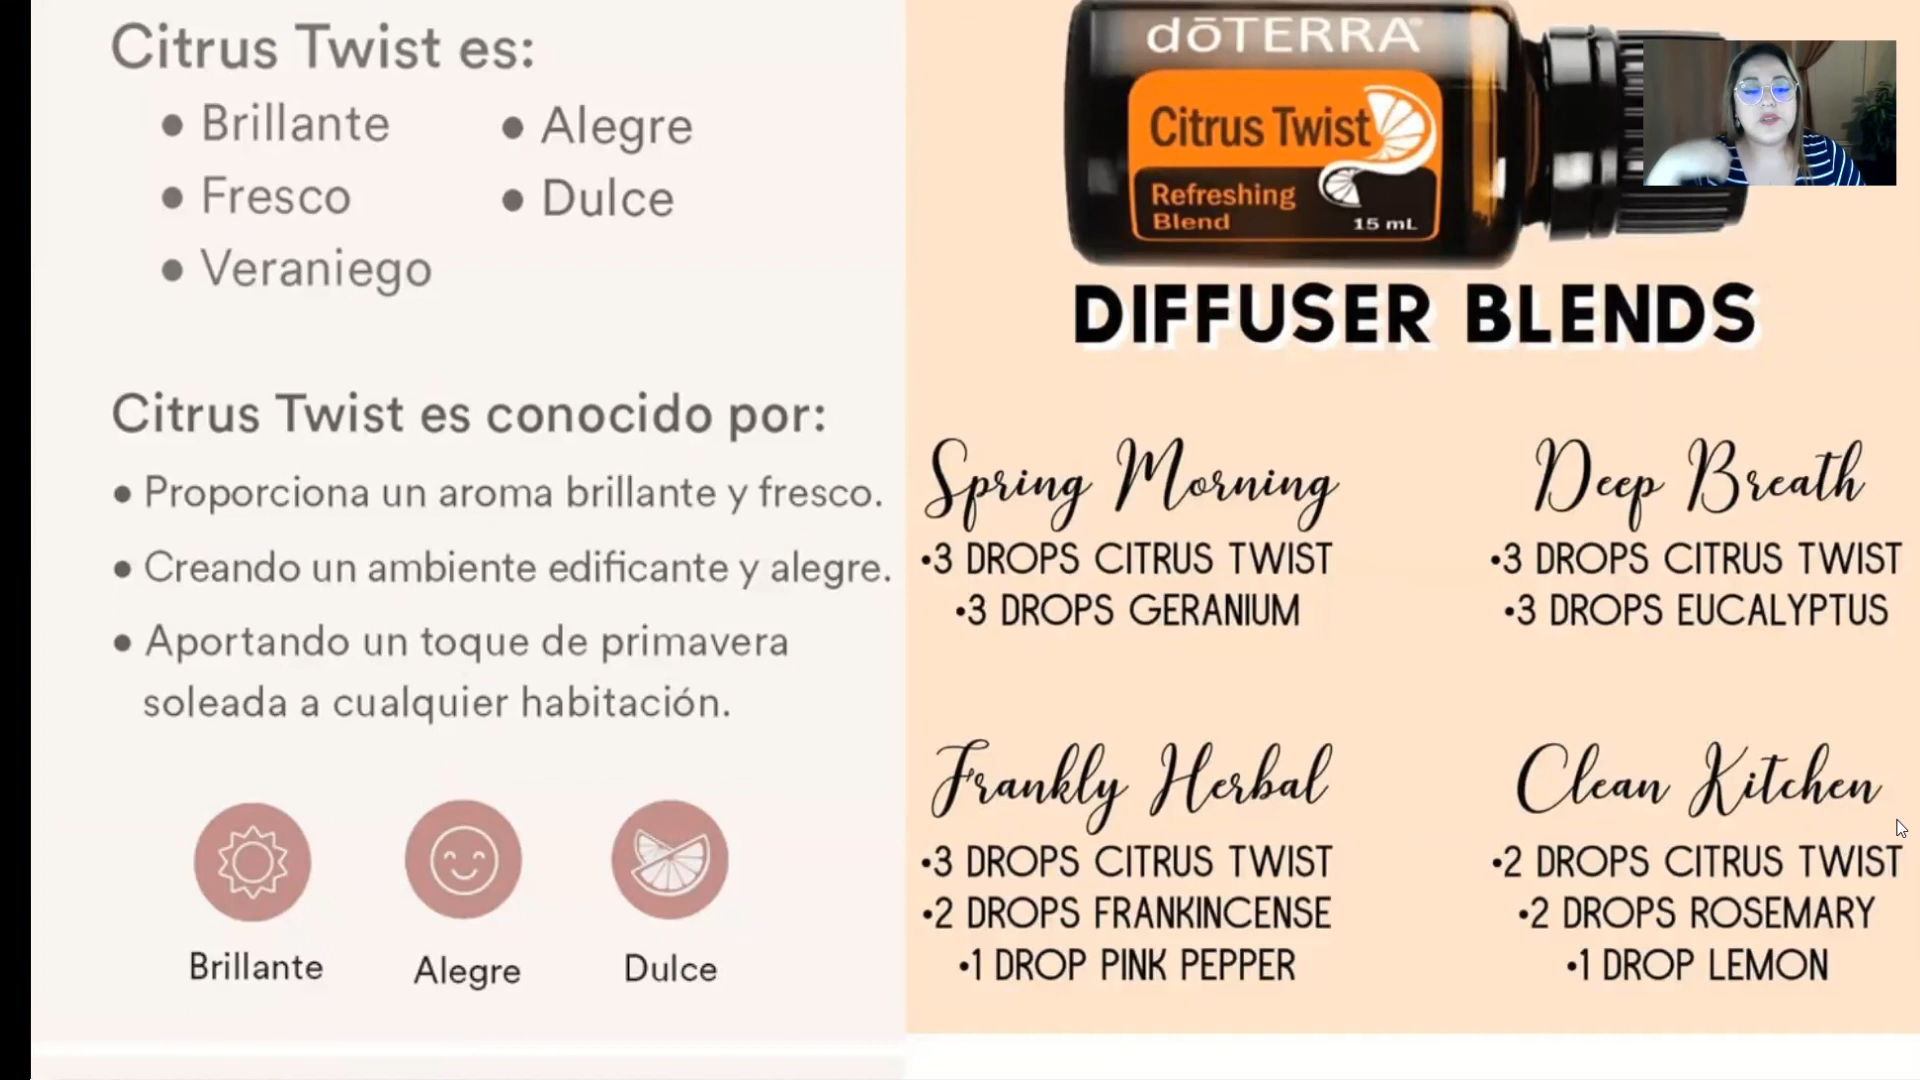 Citrus Twist es:
• Brillante
• Fresco
• Veraniego
• Alegre
• Dulce
Citrus Twist es conocido por:
• Proporciona un aroma brillante y fresco.
• Creando un ambiente edificante y alegre.
• Aportando un toque de primavera
soleada a cualquier habitación.
Brillante
Alegre
Dulce
dōTERRA®
Citrus Twist
Refreshing
Blend
15 mL
DIFFUSER BLENDS
Spring Morning
•3 DROPS CITRUS TWIST
•3 DROPS GERANIUM
Deep Breath
•3 DROPS CITRUS TWIST
•3 DROPS EUCALYPTUS
Frankly Herbal
•3 DROPS CITRUS TWIST
•2 DROPS FRANKINCENSE
•1 DROP PINK PEPPER
Clean Kitchen
•2 DROPS CITRUS TWIST
•2 DROPS ROSEMARY
•1 DROP LEMON